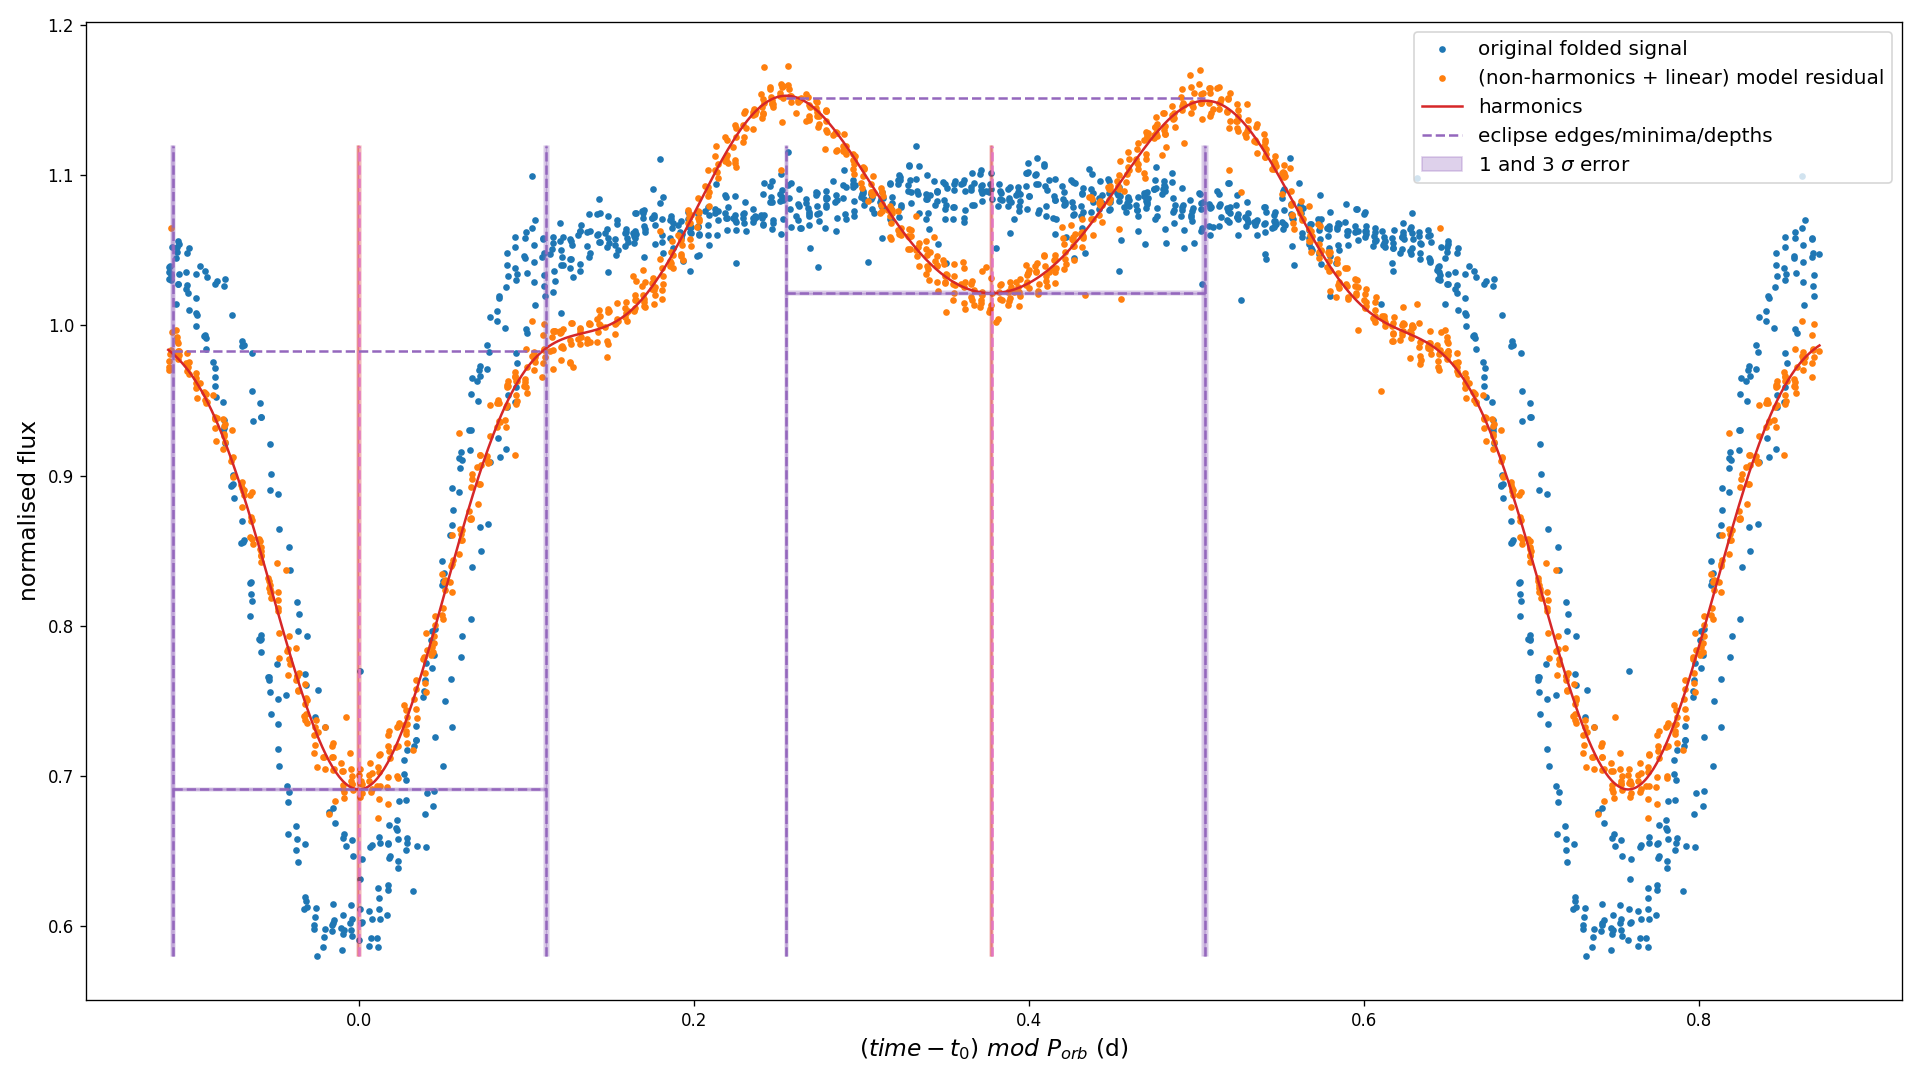 1.2
1.1
1.0
0.9
0.8
0.7
0.6
normalised flux
original folded signal
(non-harmonics + linear) model residual
harmonics
eclipse edges/minima/depths
1 and 3 σ error
0.0 0.2 0.4 0.6 0.8
(time − t₀) mod Pₒᵣb (d)